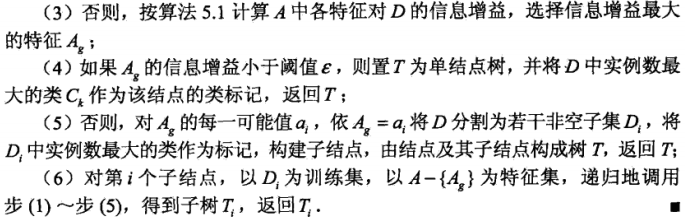 （3）否则，按算法 5.1 计算 A 中各特征对 D 的信息增益，选择信息增益最大
的特征 A_g；
（4）如果 A_g 的信息增益小于阈值 ε，则置 T 为单结点树，并将 D 中实例数最
大的类 C_k 作为该结点的类标记，返回 T；
（5）否则，对 A_g 的每一可能值 a_i，依 A_g = a_i 将 D 分割为若干非空子集 D_i，将
D_i 中实例数最大的类作为标记，构建子结点，由结点及其子结点构成树 T，返回 T；
（6）对第 i 个子结点，以 D_i 为训练集，以 A−{A_g} 为特征集，递归地调用
步 (1) ～步 (5)，得到子树 T_i，返回 T_i． ■